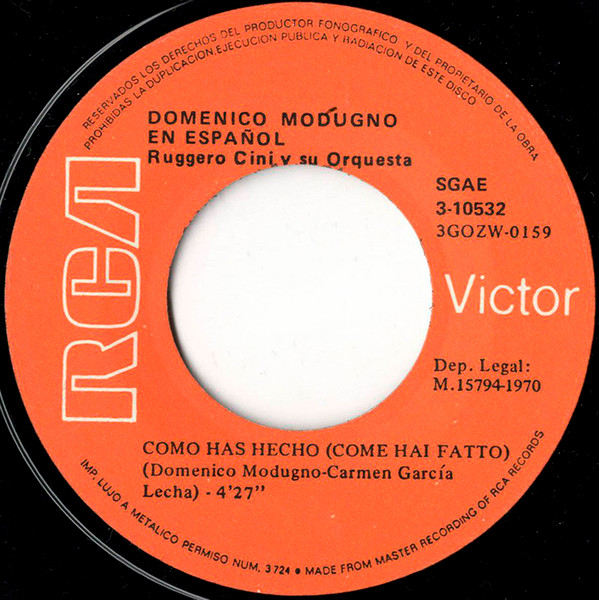 RESERVADOS LOS DERECHOS DEL PRODUCTOR FONOGRAFICO Y DEL PROPIETARIO DE LA OBRA
PROHIBIDAS LA DUPLICACION, EJECUCION PUBLICA Y RADIACION DE ESTE DISCO
DOMENICO MODUGNO
EN ESPAÑOL
Ruggero Cini y su Orquesta
RCA
SGAE
3-10532
3GOZW-0159
Victor
Dep. Legal:
M.15794-1970
COMO HAS HECHO (COME HAI FATTO)
(Domenico Modugno-Carmen García
Lecha) - 4'27"
IMP. LUJO A METALICO PERMISO NUM. 3724 • MADE FROM MASTER RECORDING OF RCA RECORDS